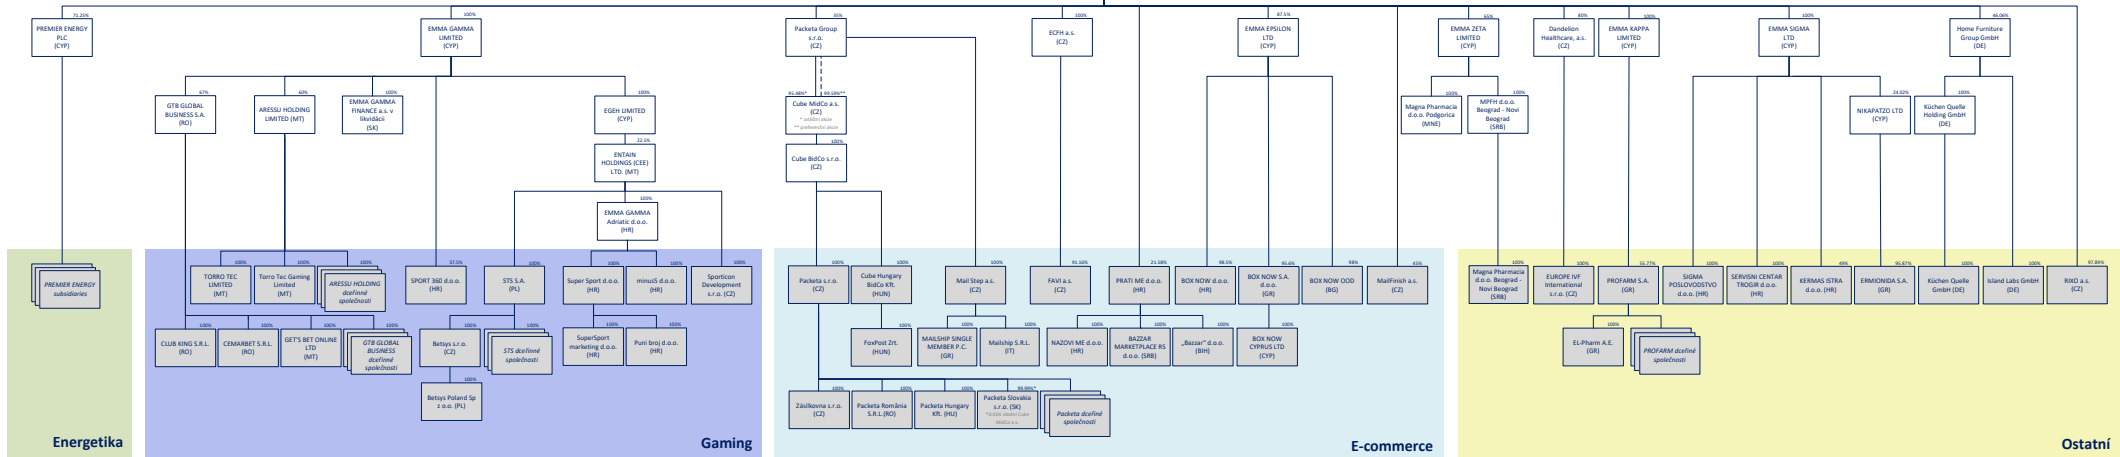 71.25%
PREMIER ENERGY
PLC
(CYP)
100%
EMMA GAMMA
LIMITED
(CYP)
35%
Packeta Group
s.r.o.
(CZ)
100%
ECFH a.s.
(CZ)
87.5%
EMMA EPSILON
LTD
(CYP)
65%
EMMA ZETA
LIMITED
(CYP)
80%
Dandelion
Healthcare, a.s.
(CZ)
100%
EMMA KAPPA
LIMITED
(CYP)
100%
EMMA SIGMA
LTD
(CYP)
46.06%
Home Furniture
Group GmbH
(DE)
67%
GTB GLOBAL
BUSINESS S.A.
(RO)
60%
ARESSU HOLDING
LIMITED (MT)
100%
EMMA GAMMA
FINANCE a.s. v
likvidácii
(SK)
100%
EGEH LIMITED
(CYP)
95.48%*
99.58%**
Cube MidCo a.s.
(CZ)
* zvláštní akcie
** preferenční akcie
100%
Magna Pharmacia
d.o.o. Podgorica
(MNE)
100%
MPFH d.o.o.
Beograd - Novi
Beograd
(SRB)
24.02%
NIKAPATZO LTD
(CYP)
100%
Küchen Quelle
Holding GmbH
(DE)
22.5%
ENTAIN
HOLDINGS (CEE)
LTD. (MT)
100%
Cube BidCo s.r.o.
(CZ)
100%
EMMA GAMMA
Adriatic d.o.o.
(HR)
PREMIER ENERGY
subsidiaries
100%
TORRO TEC
LIMITED
(MT)
100%
Torro Tec Gaming
Limited
(MT)
100%
ARESSU HOLDING
dceřinné
společnosti
37.5%
SPORT 360 d.o.o.
(HR)
100%
STS S.A.
(PL)
100%
Super Sport d.o.o.
(HR)
100%
minus5 d.o.o.
(HR)
100%
Sporticon
Development
s.r.o. (CZ)
100%
Packeta s.r.o.
(CZ)
100%
Cube Hungary
BidCo Kft.
(HUN)
100%
Mail Step a.s.
(CZ)
91.16%
FAVI a.s.
(CZ)
21.58%
PRATI ME d.o.o.
(HR)
98.5%
BOX NOW d.o.o.
(HR)
95.6%
BOX NOW S.A.
(GR)
98%
BOX NOW OOD
(BG)
45%
MailFinish a.s.
(CZ)
100%
Magna Pharmacia
d.o.o. Beograd -
Novi Beograd
(SRB)
100%
EUROPE IVF
International
s.r.o. (CZ)
55.77%
PROFARM S.A.
(GR)
100%
SIGMA
POSLOVODSTVO
d.o.o. (HR)
100%
SERVISNI CENTAR
TROGIR d.o.o.
(HR)
49%
KERMAS ISTRA
d.o.o. (HR)
95.87%
ERMIONIDA S.A.
(GR)
100%
Küchen Quelle
GmbH (DE)
100%
Island Labs GmbH
(DE)
97.89%
RIXO a.s.
(CZ)
100%
CLUB KING S.R.L.
(RO)
100%
CEMARBET S.R.L.
(RO)
100%
GET'S BET ONLINE
LTD
(MT)
100%
GTB GLOBAL
BUSINESS
dceřinné
společnosti
100%
Betsys s.r.o.
(CZ)
100%
STS dceřinné
společnosti
100%
SuperSport
marketing d.o.o.
(HR)
100%
Puni broj d.o.o.
(HR)
100%
FoxPost Zrt.
(HUN)
100%
MAILSHIP SINGLE
MEMBER P.C.
(GR)
100%
Mailship S.R.L.
(IT)
100%
NAZOVI ME d.o.o.
(HR)
100%
BAZZAR
MARKETPLACE RS
d.o.o. (SRB)
100%
„Bazzar" d.o.o.
(BIH)
100%
BOX NOW
CYPRUS LTD
(CYP)
100%
EL-Pharm A.E.
(GR)
PROFARM dceřiné
společnosti
100%
Betsys Poland Sp
z o.o. (PL)
100%
Zásilkovna s.r.o.
(CZ)
100%
Packeta România
S.R.L.(RO)
100%
Packeta Hungary
Kft. (HU)
99.99%*
Packeta Slovakia
s.r.o. (SK)
Packeta dceřiné
společnosti
Energetika
Gaming
E-commerce
Ostatní